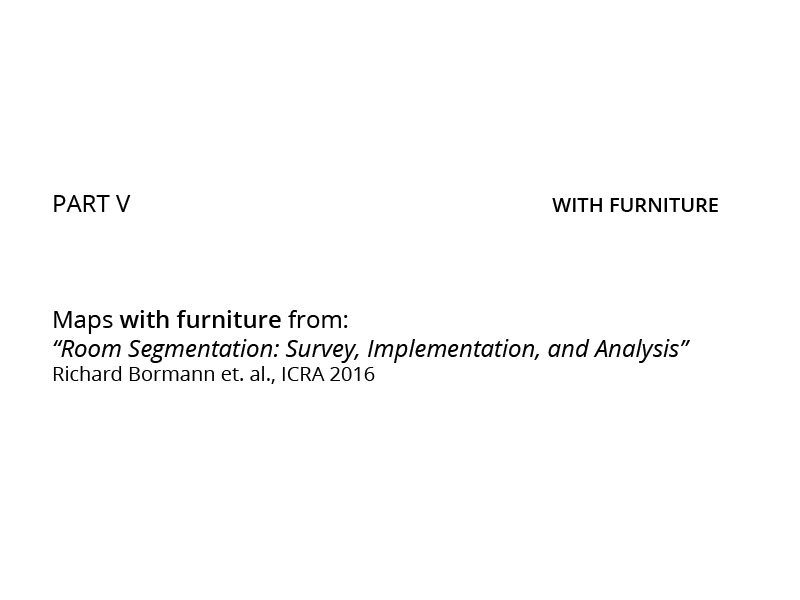 PART V
WITH FURNITURE
Maps with furniture from:
“Room Segmentation: Survey, Implementation, and Analysis”
Richard Bormann et. al., ICRA 2016